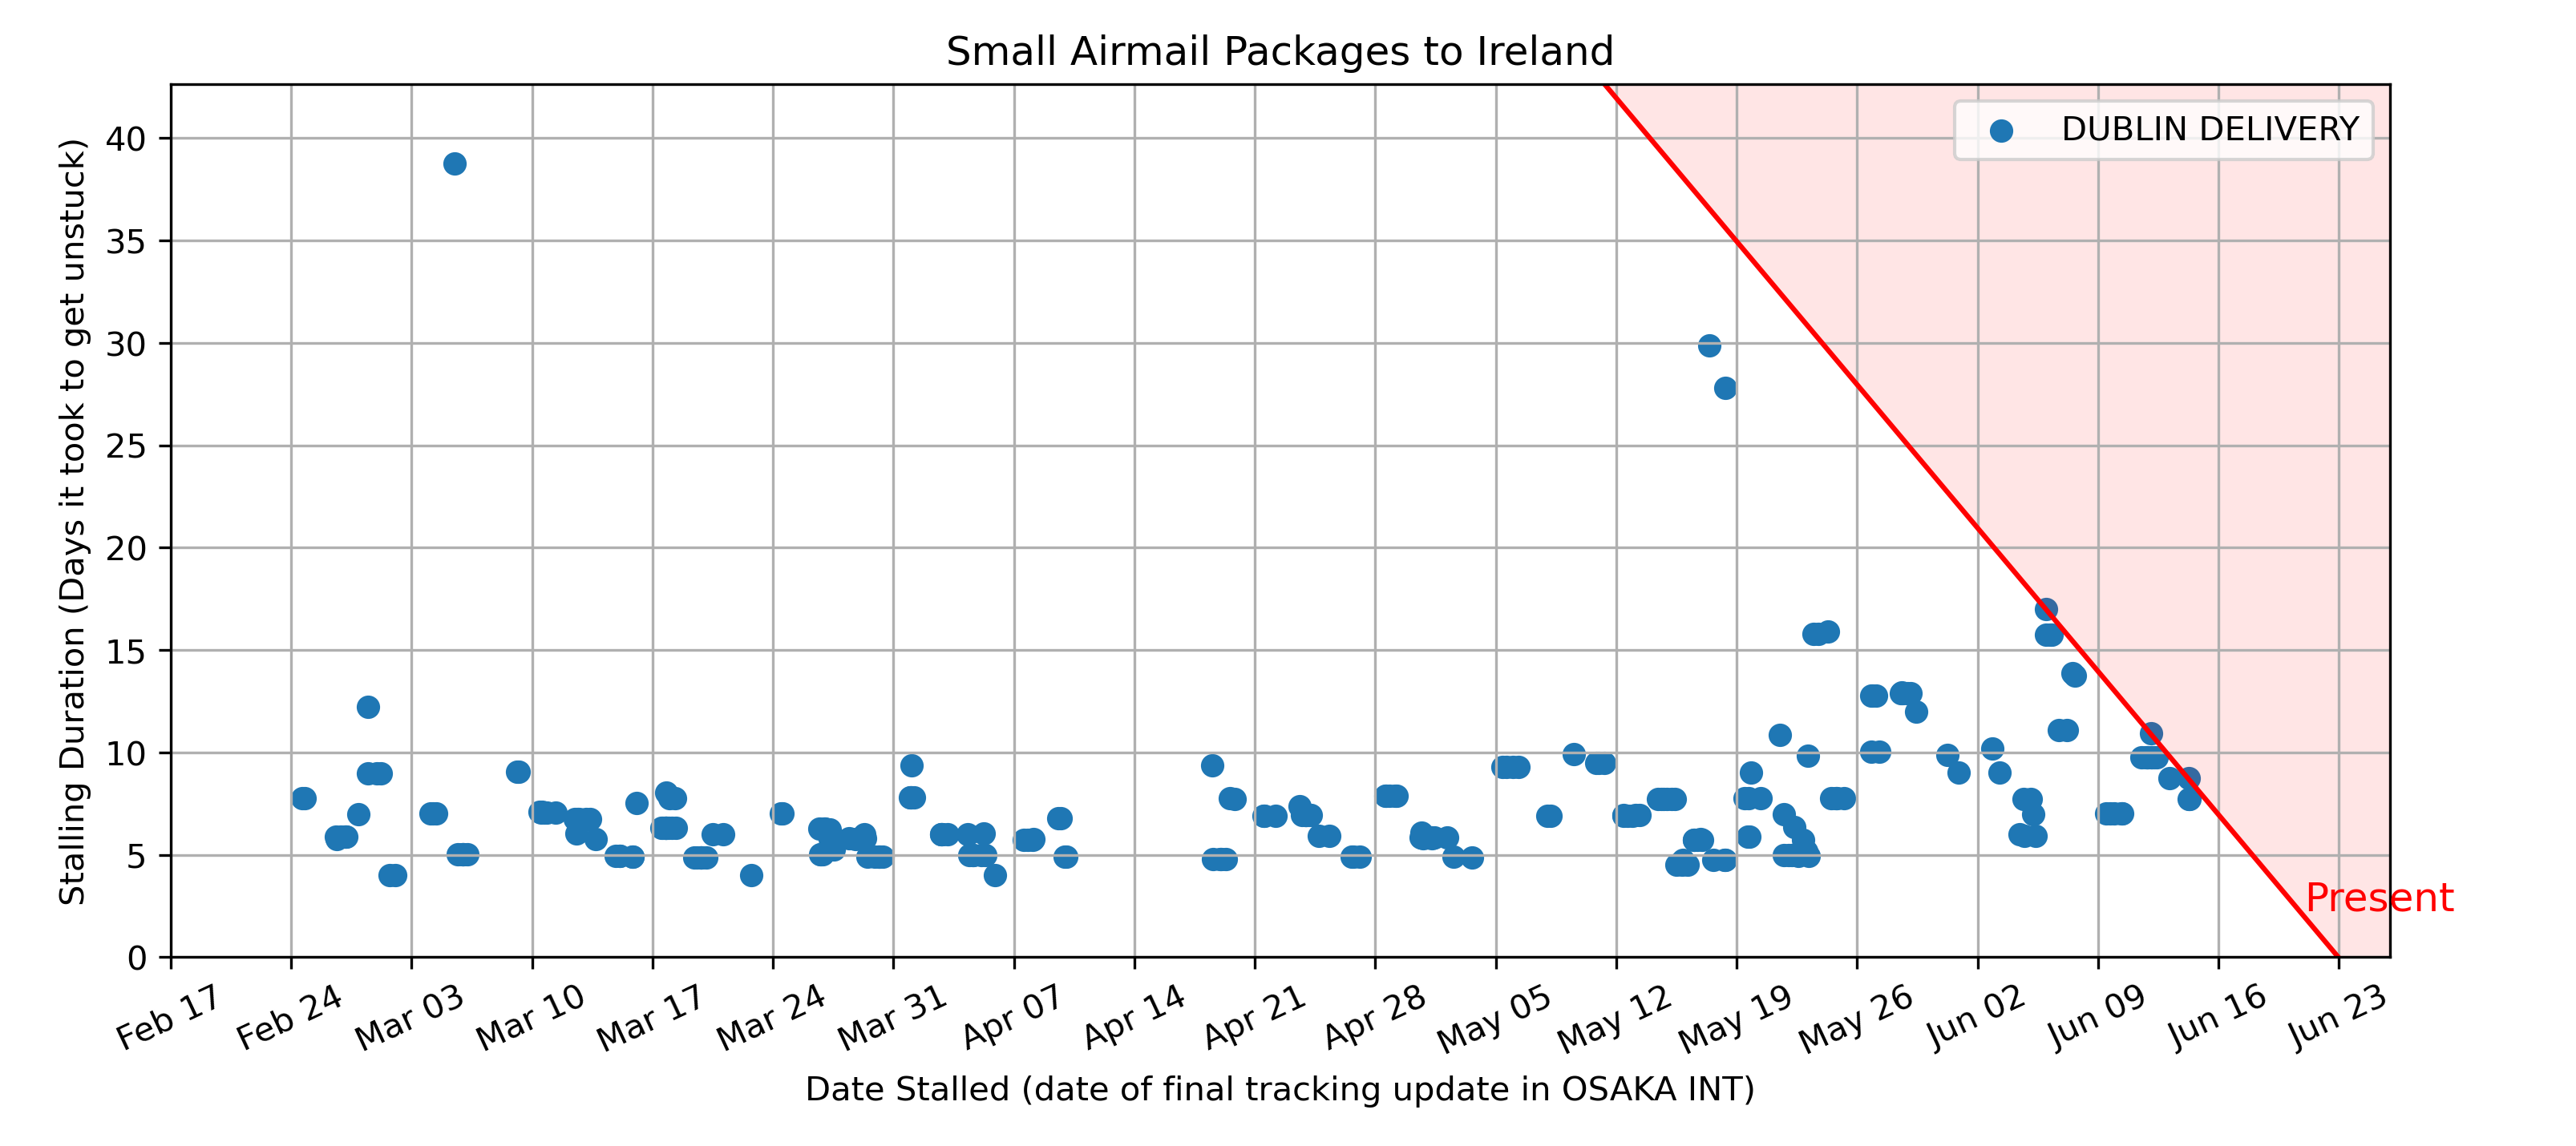 Small Airmail Packages to Ireland
DUBLIN DELIVERY
Stalling Duration (Days it took to get unstuck)
40
35
30
25
20
15
10
5
0
Present
Feb 17
Feb 24
Mar 03
Mar 10
Mar 17
Mar 24
Mar 31
Apr 07
Apr 14
Apr 21
Apr 28
May 05
May 12
May 19
May 26
Jun 02
Jun 09
Jun 16
Jun 23
Date Stalled (date of final tracking update in OSAKA INT)